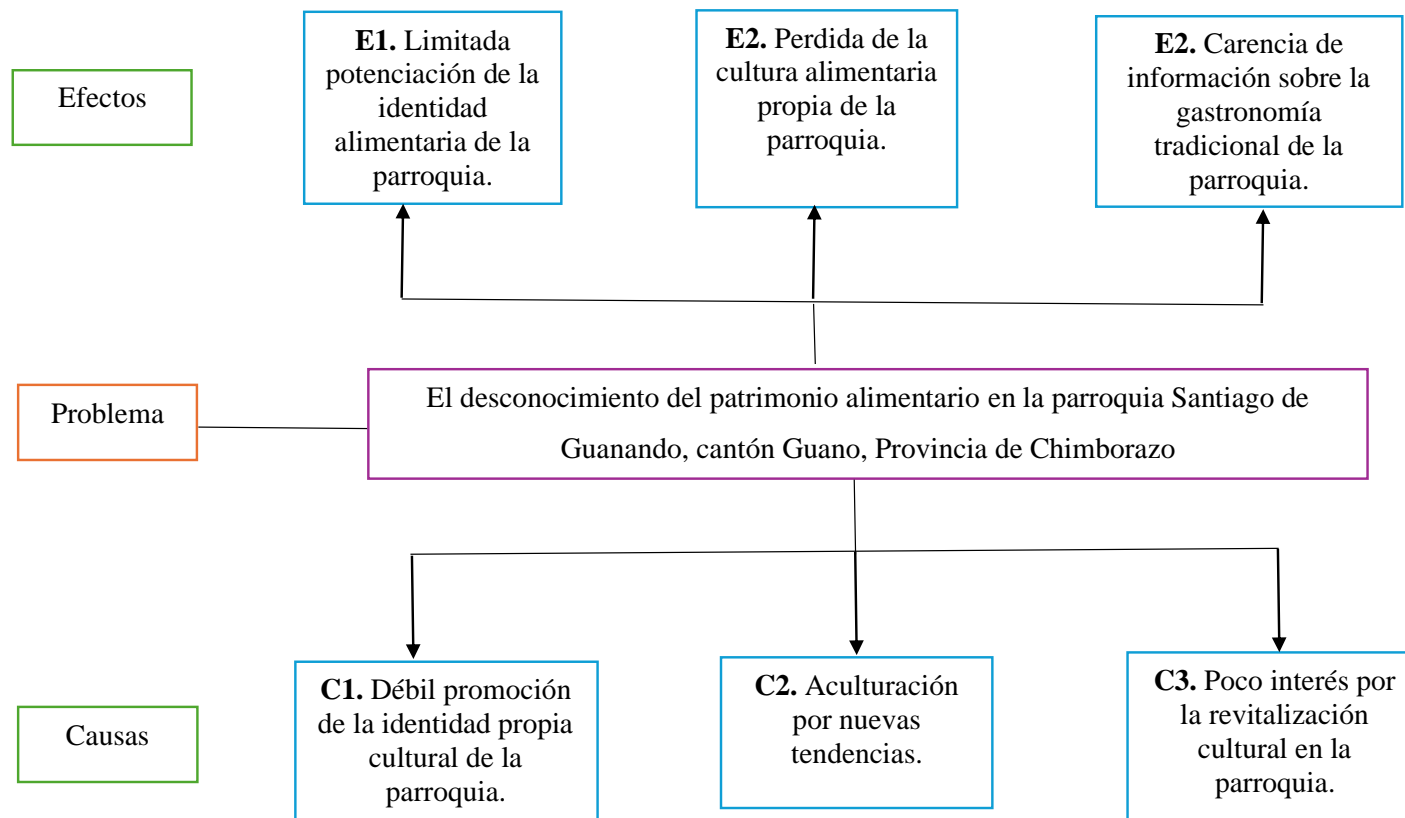 Efectos
E1. Limitada
potenciación de la
identidad
alimentaria de la
parroquia.
E2. Perdida de la
cultura alimentaria
propia de la
parroquia.
E2. Carencia de
información sobre la
gastronomía
tradicional de la
parroquia.
Problema
El desconocimiento del patrimonio alimentario en la parroquia Santiago de
Guanando, cantón Guano, Provincia de Chimborazo
Causas
C1. Débil promoción
de la identidad propia
cultural de la
parroquia.
C2. Aculturación
por nuevas
tendencias.
C3. Poco interés por
la revitalización
cultural en la
parroquia.